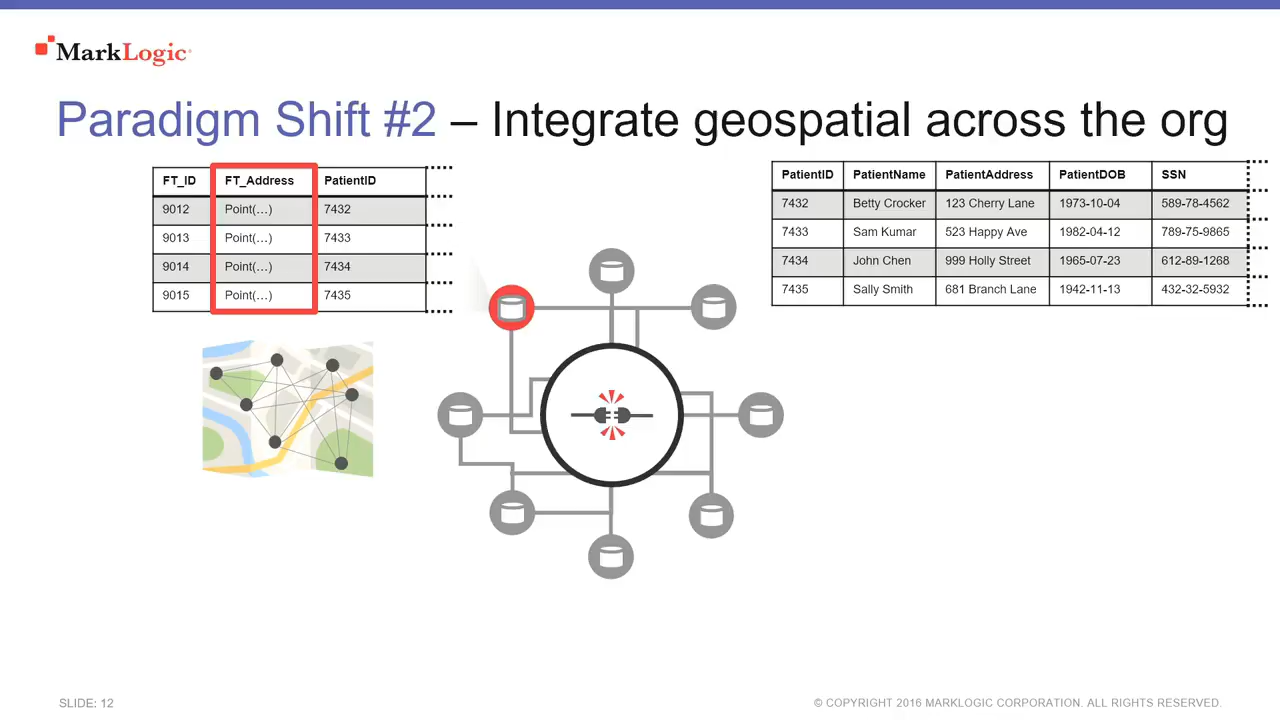 MarkLogic
Paradigm Shift #2 – Integrate geospatial across the org
FT_ID FT_Address PatientID
9012 Point(…) 7432
9013 Point(…) 7433
9014 Point(…) 7434
9015 Point(…) 7435
PatientID PatientName PatientAddress PatientDOB SSN
7432 Betty Crocker 123 Cherry Lane 1973-10-04 589-78-4562
7433 Sam Kumar 523 Happy Ave 1982-04-12 789-75-9865
7434 John Chen 999 Holly Street 1965-07-23 612-89-1268
7435 Sally Smith 681 Branch Lane 1942-11-13 432-32-5932
SLIDE: 12
© COPYRIGHT 2016 MARKLOGIC CORPORATION. ALL RIGHTS RESERVED.